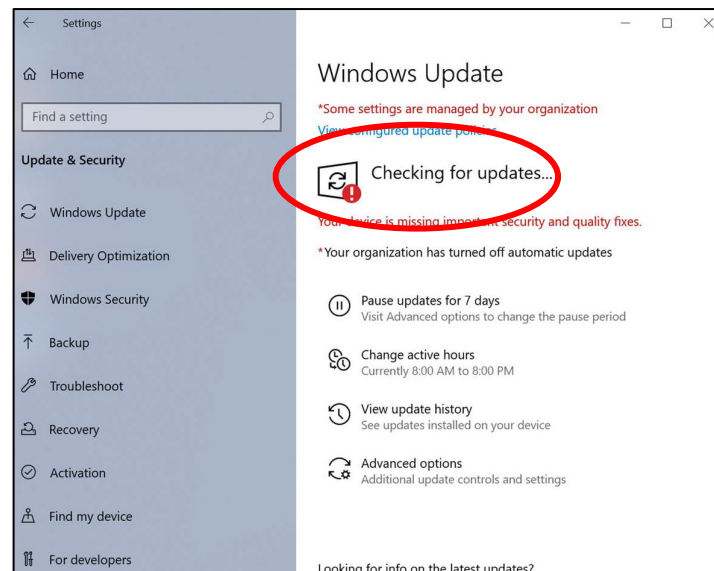 Settings
Home
Find a setting
Update & Security
Windows Update
Delivery Optimization
Windows Security
Backup
Troubleshoot
Recovery
Activation
Find my device
For developers
Windows Update
*Some settings are managed by your organization
View configured update policies
Checking for updates...
Your device is missing important security and quality fixes.
*Your organization has turned off automatic updates
Pause updates for 7 days
Visit Advanced options to change the pause period
Change active hours
Currently 8:00 AM to 8:00 PM
View update history
See updates installed on your device
Advanced options
Additional update controls and settings
Looking for info on the latest updates?